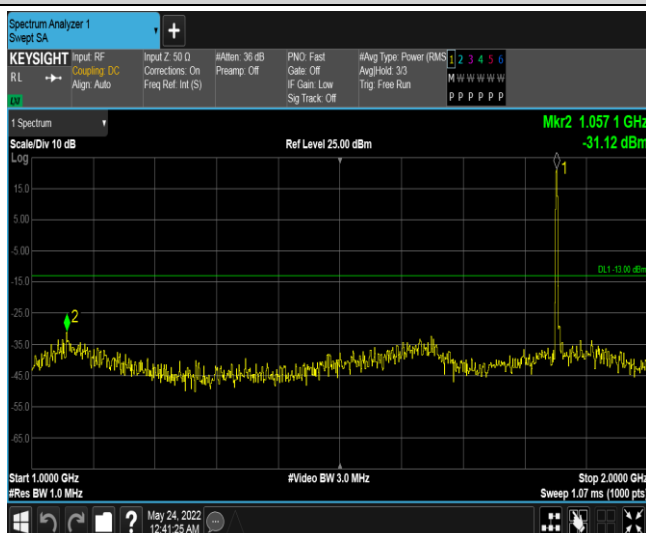 Spectrum Analyzer 1
Swept SA
+
KEYSIGHT
RL
Input: RF
Coupling: DC
Align: Auto
Input Z: 50 Ω
Corrections: On
Freq Ref: Int (S)
#Atten: 36 dB
Preamp: Off
PNO: Fast
Gate: Off
IF Gain: Low
Sig Track: Off
#Avg Type: Power (RMS
Avg|Hold: 3/3
Trig: Free Run
1 2 3 4 5 6
M W W W W W
P P P P P P
1 Spectrum
Mkr2 1.057 1 GHz
Scale/Div 10 dB
Ref Level 25.00 dBm
-31.12 dBm
Log
1
15.0
5.00
-5.00
DL1 -13.00 dBm
-15.0
2
-25.0
-35.0
-45.0
-55.0
-65.0
Start 1.0000 GHz
#Video BW 3.0 MHz
Stop 2.0000 GHz
#Res BW 1.0 MHz
Sweep 1.07 ms (1000 pts)
?
May 24, 2022
12:41:25 AM